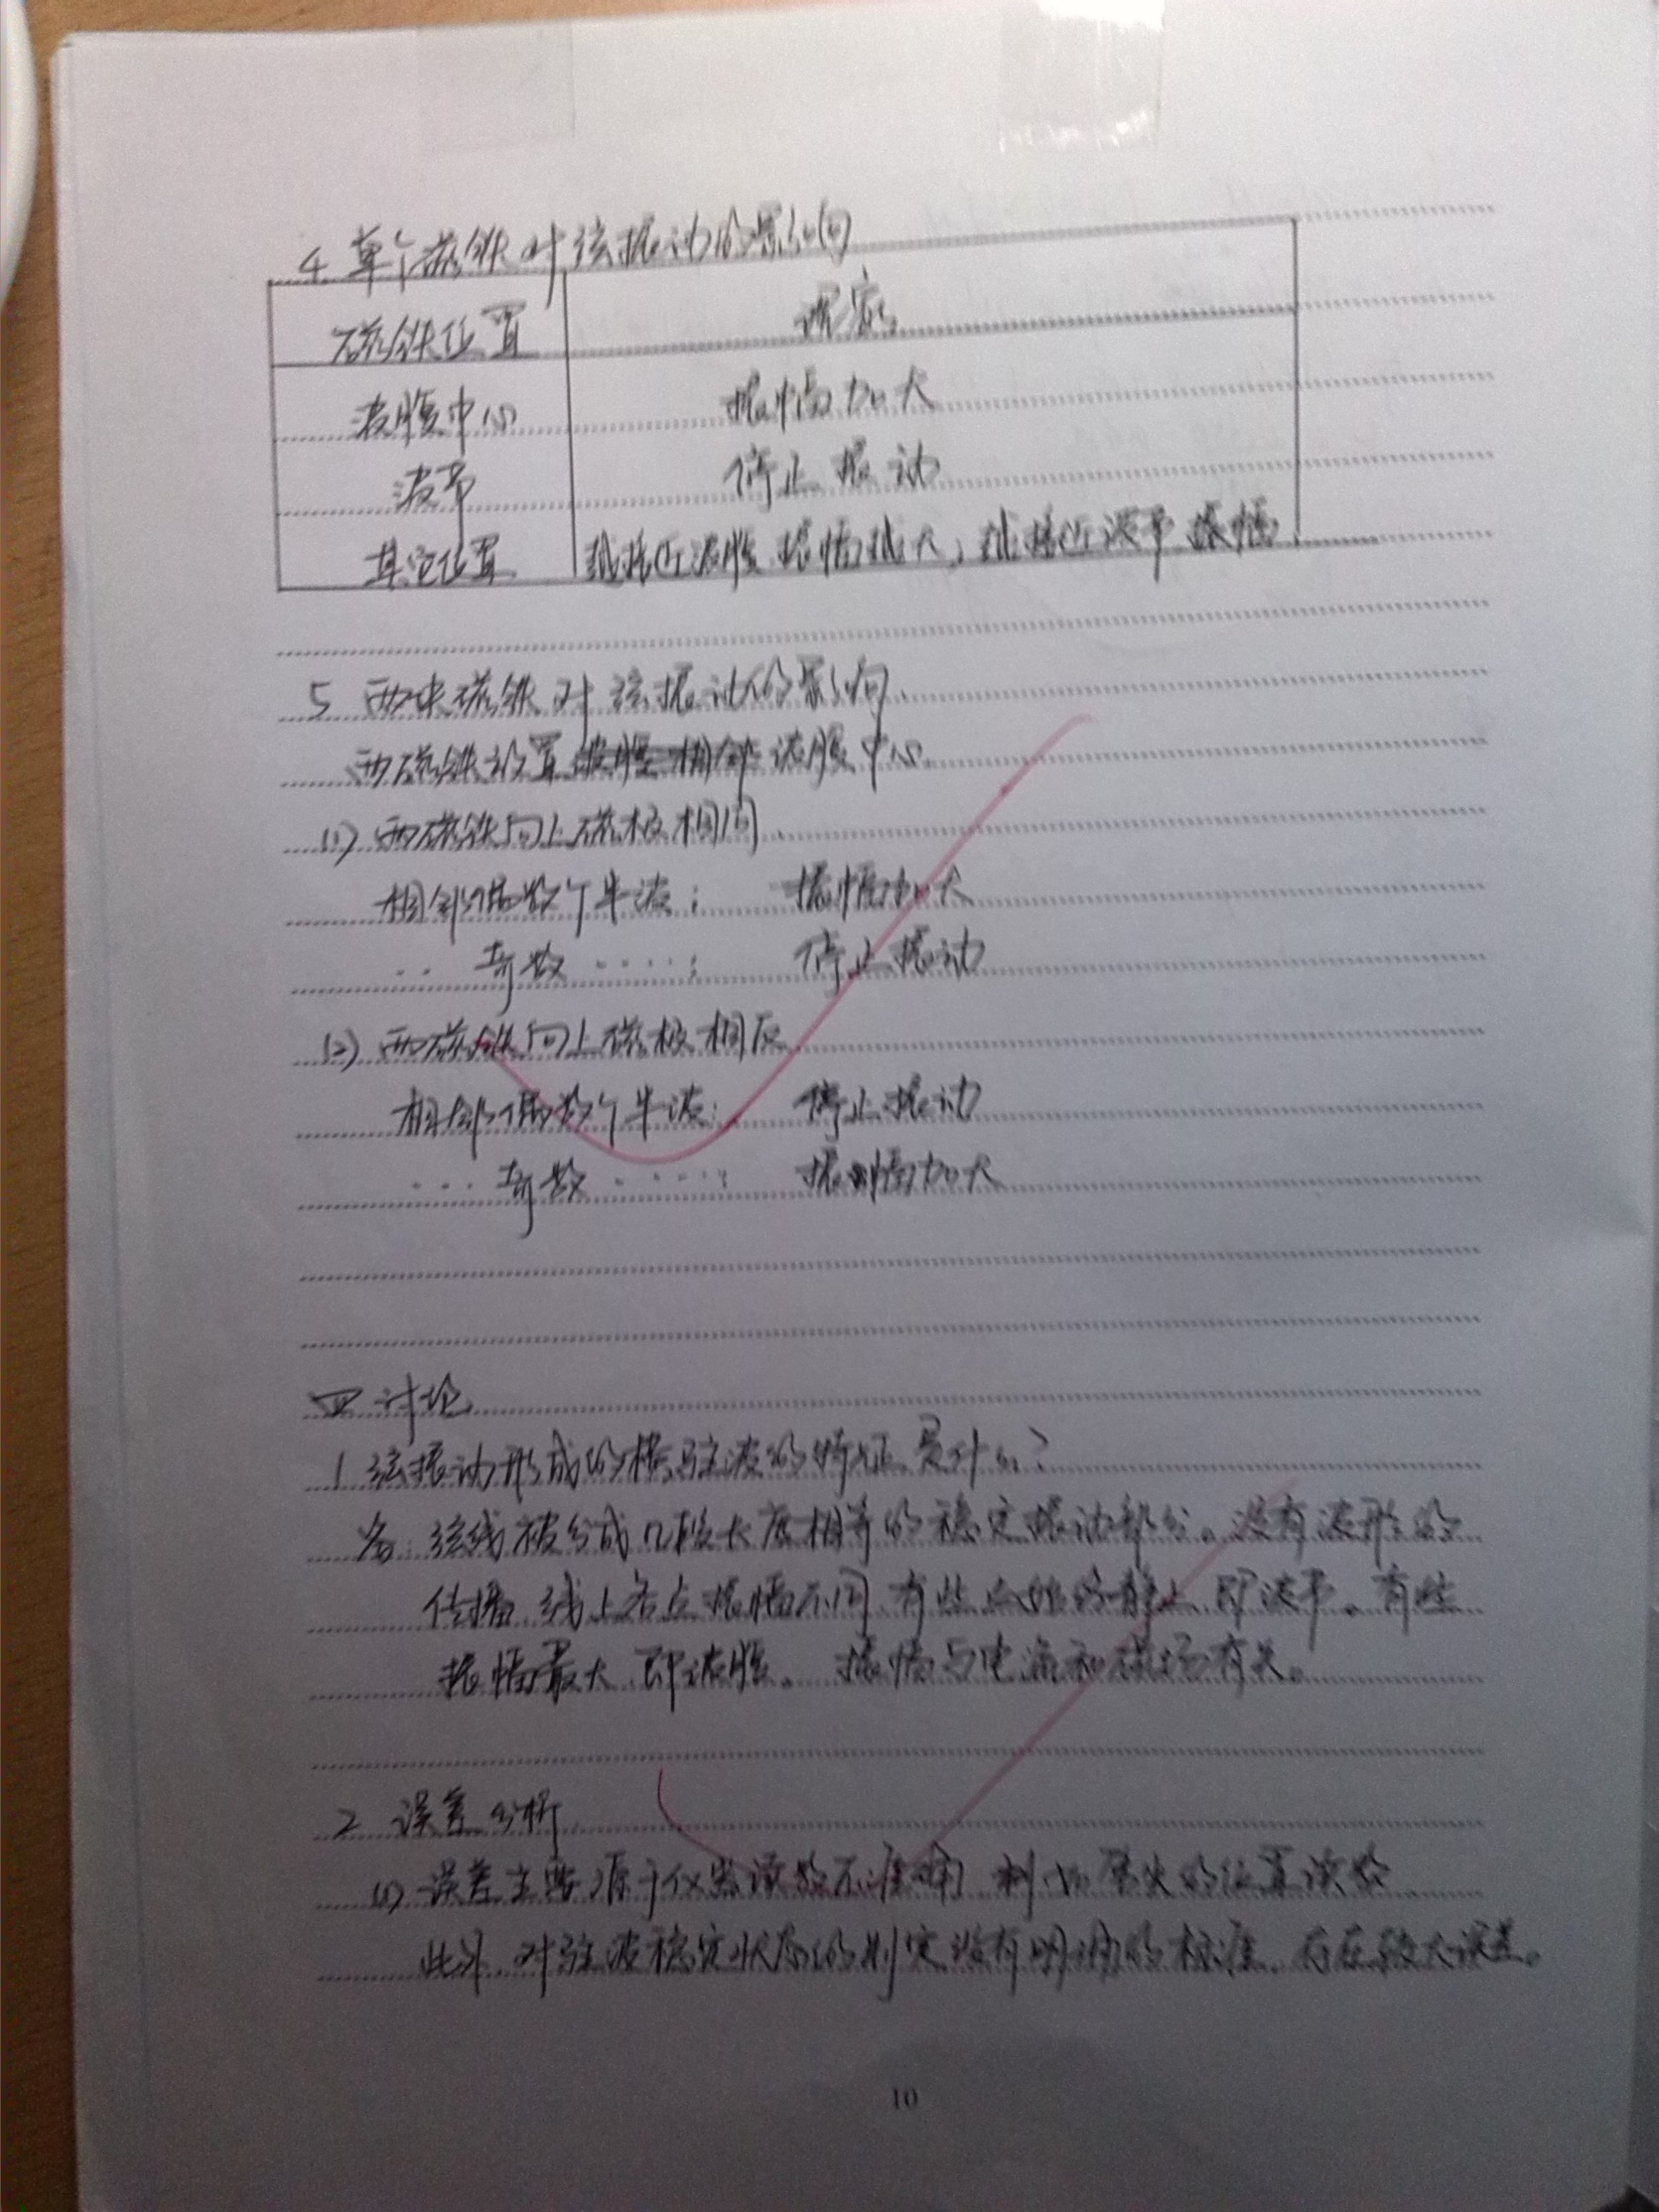 4. 单个磁铁对弦振动的影响
磁铁位置 现察
波腹中心 振幅加大
波节 停止振动
其它位置 越接近波腹 振幅越大，越接近波节 振幅
5 两块磁铁对弦振动的影响.
两磁铁放置 波腹中心.
(1) 两磁铁向上磁极相同.
相邻偶数个半波： 振幅加大
.. 奇数 ····： 停止振动
(2) 两磁铁向上磁极相反.
相邻偶数个半波： 停止振动
... 奇数 ····： 振幅加大
四 讨论
1 弦振动形成的横驻波的特征是什么？
答：弦线被分成n段长度相等的稳定振动部分。没有波形的
传播 线上各点振幅不同 有些点始终静止 即波节。有些
振幅最大 即波腹。 振幅与电流和磁场有关。
2 误差分析
(1) 误差主要源于仪器读数不准确 的位置读数
此外 对驻波稳定状态的判定没有明确的标准. 存在较大误差。
10